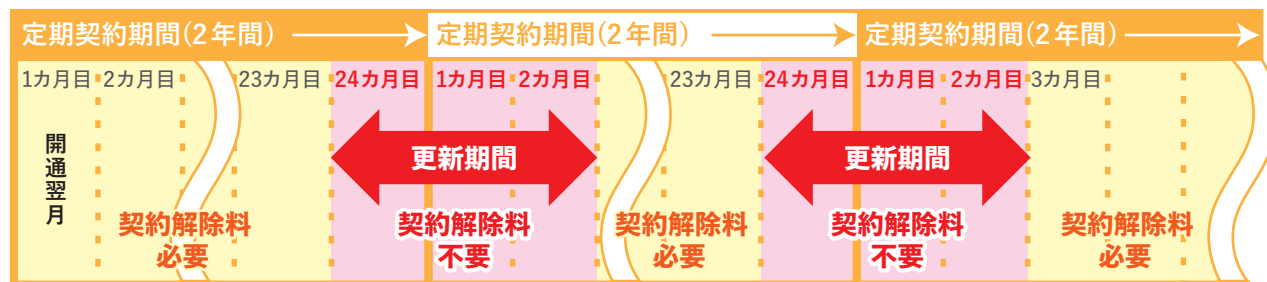 定期契約期間(2年間)
定期契約期間(2年間)
定期契約期間(2年間)
1カ月目
2カ月目
23カ月目
24カ月目
1カ月目
2カ月目
23カ月目
24カ月目
1カ月目
2カ月目
3カ月目
開通翌月
更新期間
更新期間
契約解除料
必要
契約解除料
不要
契約解除料
必要
契約解除料
不要
契約解除料
必要